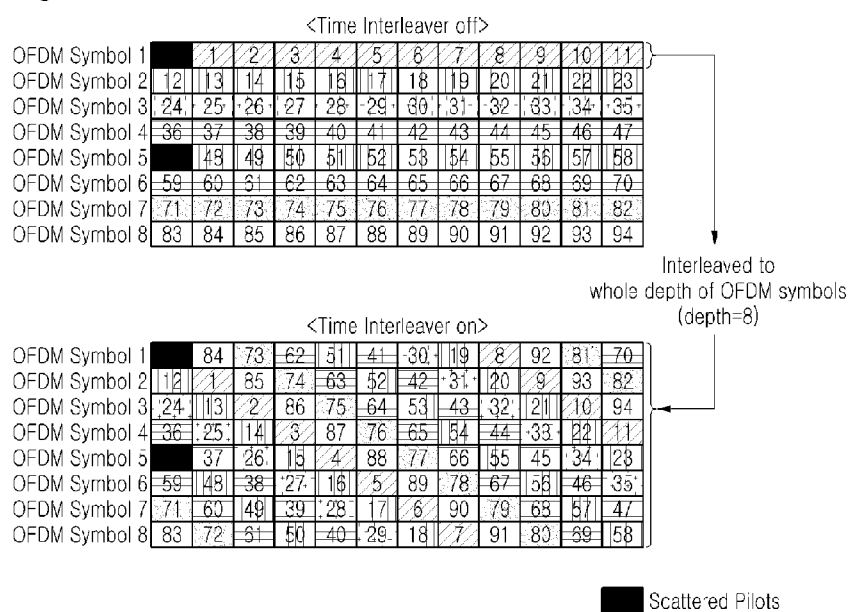 <Time Interleaver off>
OFDM Symbol 1 1 2 3 4 5 6 7 8 9 10 11
OFDM Symbol 2 12 13 14 15 16 17 18 19 20 21 22 23
OFDM Symbol 3 24 25 26 27 28 29 30 31 32 33 34 35
OFDM Symbol 4 36 37 38 39 40 41 42 43 44 45 46 47
OFDM Symbol 5 48 49 50 51 52 53 54 55 56 57 58
OFDM Symbol 6 59 60 61 62 63 64 65 66 67 68 69 70
OFDM Symbol 7 71 72 73 74 75 76 77 78 79 80 81 82
OFDM Symbol 8 83 84 85 86 87 88 89 90 91 92 93 94
Interleaved to
whole depth of OFDM symbols
(depth=8)
<Time Interleaver on>
OFDM Symbol 1 84 73 62 51 41 30 19 8 92 81 70
OFDM Symbol 2 12 1 85 74 63 52 42 31 20 9 93 82
OFDM Symbol 3 24 13 2 86 75 64 53 43 32 21 10 94
OFDM Symbol 4 36 25 14 3 87 76 65 54 44 33 22 11
OFDM Symbol 5 37 26 15 4 88 77 66 55 45 34 23
OFDM Symbol 6 59 48 38 27 16 5 89 78 67 56 46 35
OFDM Symbol 7 71 60 49 39 28 17 6 90 79 68 57 47
OFDM Symbol 8 83 72 61 50 40 29 18 7 91 80 69 58
Scattered Pilots